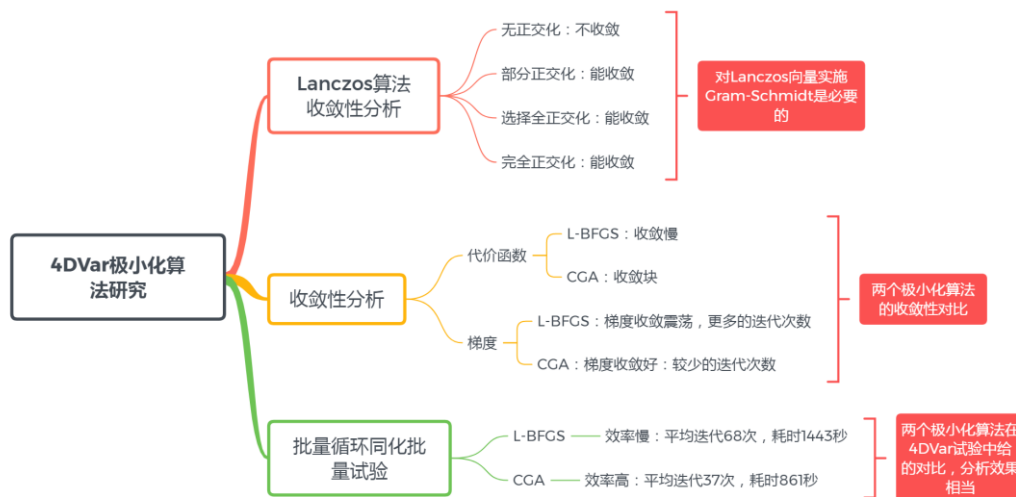 4DVar极小化算
法研究
Lanczos算法
收敛性分析
无正交化：不收敛
部分正交化：能收敛
选择全正交化：能收敛
完全正交化：能收敛
对Lanczos向量实施
Gram-Schmidt是必要
的
收敛性分析
代价函数
L-BFGS：收敛慢
CGA：收敛块
梯度
L-BFGS：梯度收敛震荡，更多的迭代次数
CGA：梯度收敛好：较少的迭代次数
两个极小化算法
的收敛性对比
批量循环同化批
量试验
L-BFGS
效率慢：平均迭代68次，耗时1443秒
CGA
效率高：平均迭代37次，耗时861秒
两个极小化算法在
4DVar试验中给
的对比，分析效果
相当